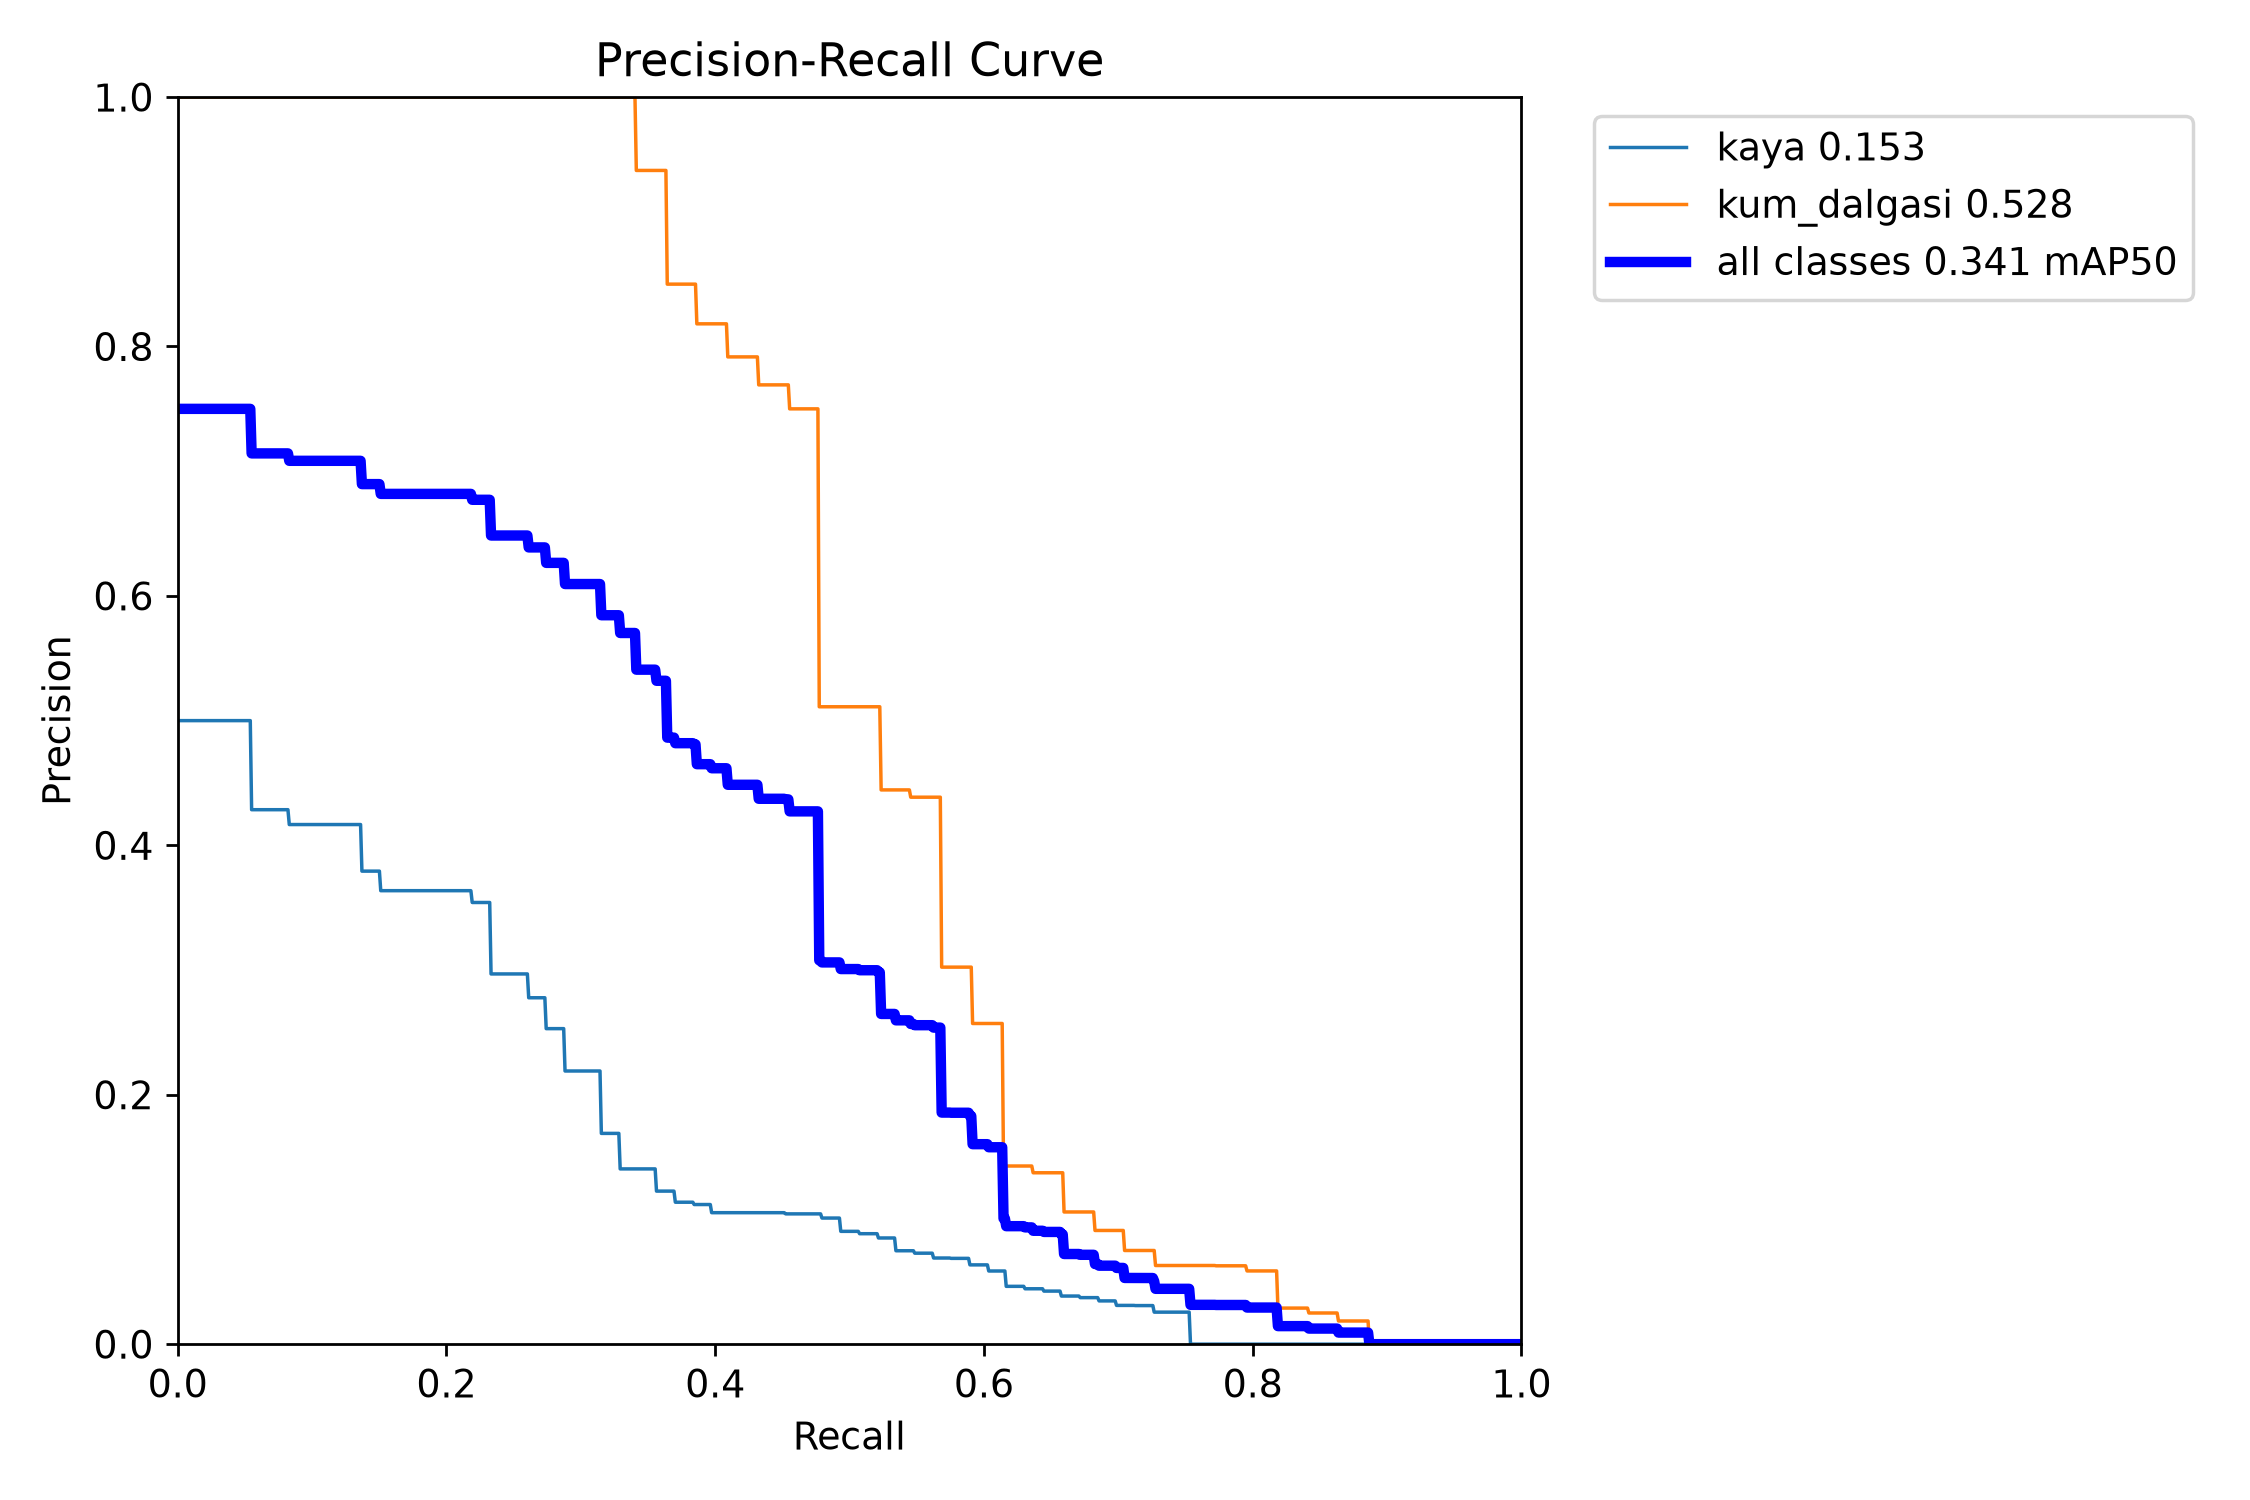 Precision-Recall Curve
1.0
0.8
0.6
0.4
0.2
0.0
Precision
0.0 0.2 0.4 0.6 0.8 1.0
Recall
kaya 0.153
kum_dalgasi 0.528
all classes 0.341 mAP50